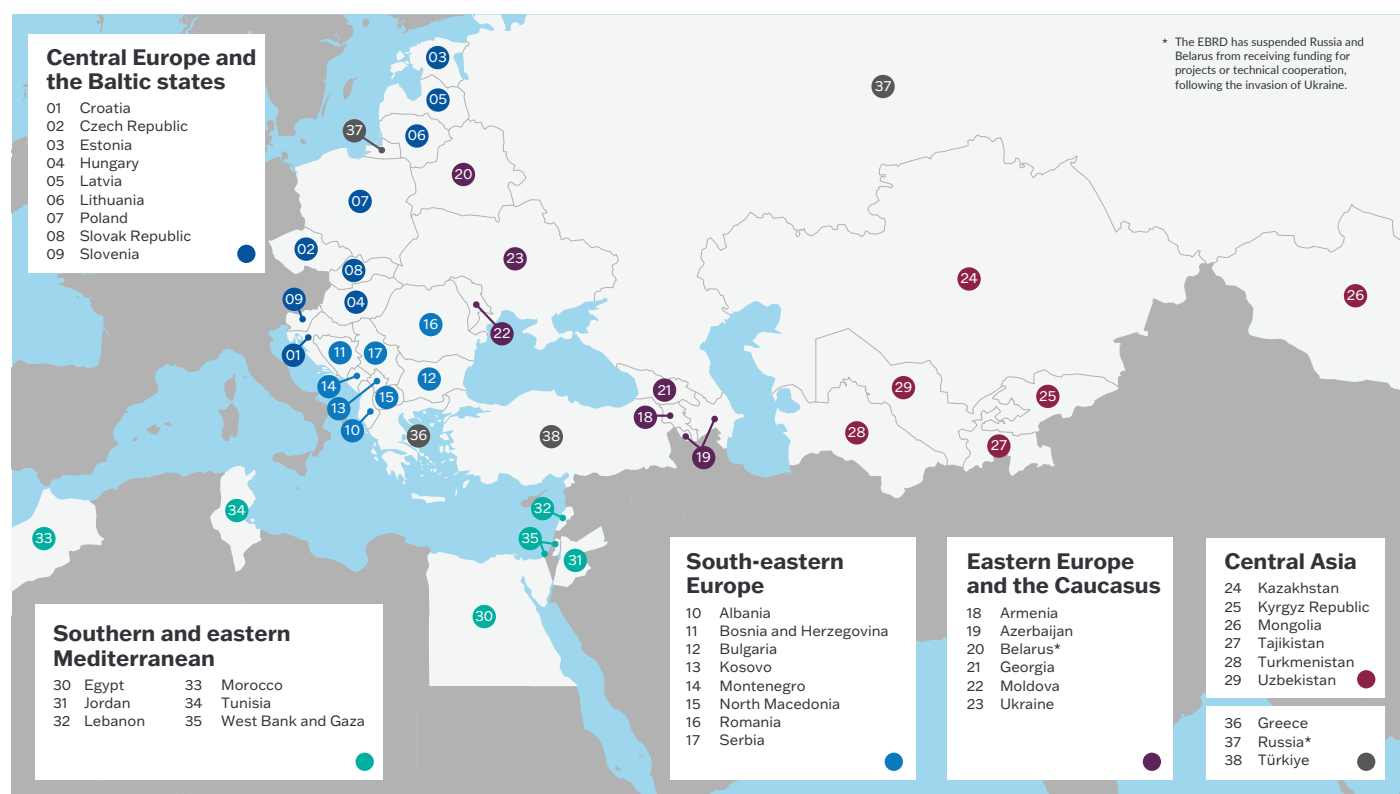 Central Europe and
the Baltic states
01 Croatia
02 Czech Republic
03 Estonia
04 Hungary
05 Latvia
06 Lithuania
07 Poland
08 Slovak Republic
09 Slovenia
* The EBRD has suspended Russia and
Belarus from receiving funding for
projects or technical cooperation,
following the invasion of Ukraine.
03
37
05
37
06
20
07
02
23
08
24
09
04
26
16
22
01
11
17
12
14
29
21
13
15
25
18
10
28
36
38
27
19
32
34
33
35
31
30
Southern and eastern
Mediterranean
30 Egypt
31 Jordan
32 Lebanon
33 Morocco
34 Tunisia
35 West Bank and Gaza
South-eastern
Europe
10 Albania
11 Bosnia and Herzegovina
12 Bulgaria
13 Kosovo
14 Montenegro
15 North Macedonia
16 Romania
17 Serbia
Eastern Europe
and the Caucasus
18 Armenia
19 Azerbaijan
20 Belarus*
21 Georgia
22 Moldova
23 Ukraine
Central Asia
24 Kazakhstan
25 Kyrgyz Republic
26 Mongolia
27 Tajikistan
28 Turkmenistan
29 Uzbekistan
36 Greece
37 Russia*
38 Türkiye